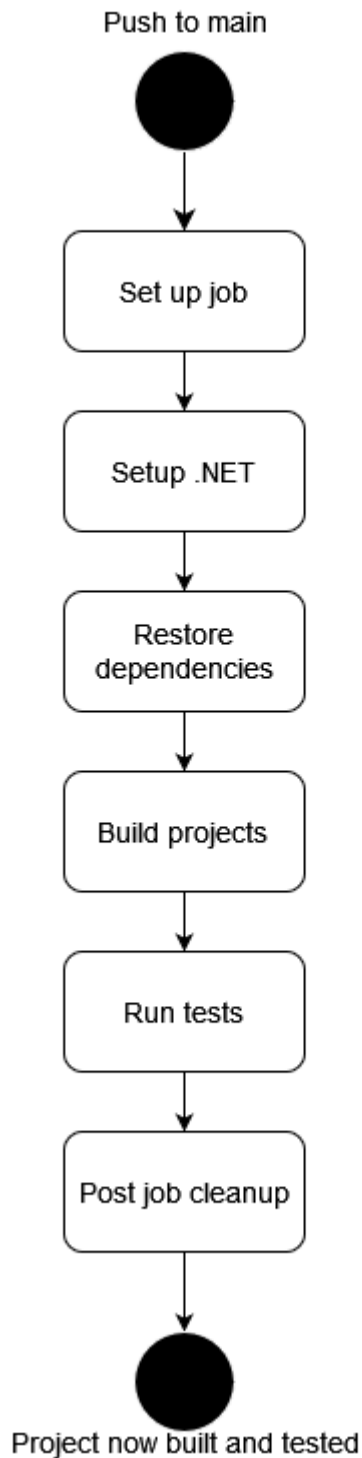 Push to main
Set up job
Setup .NET
Restore
dependencies
Build projects
Run tests
Post job cleanup
Project now built and tested